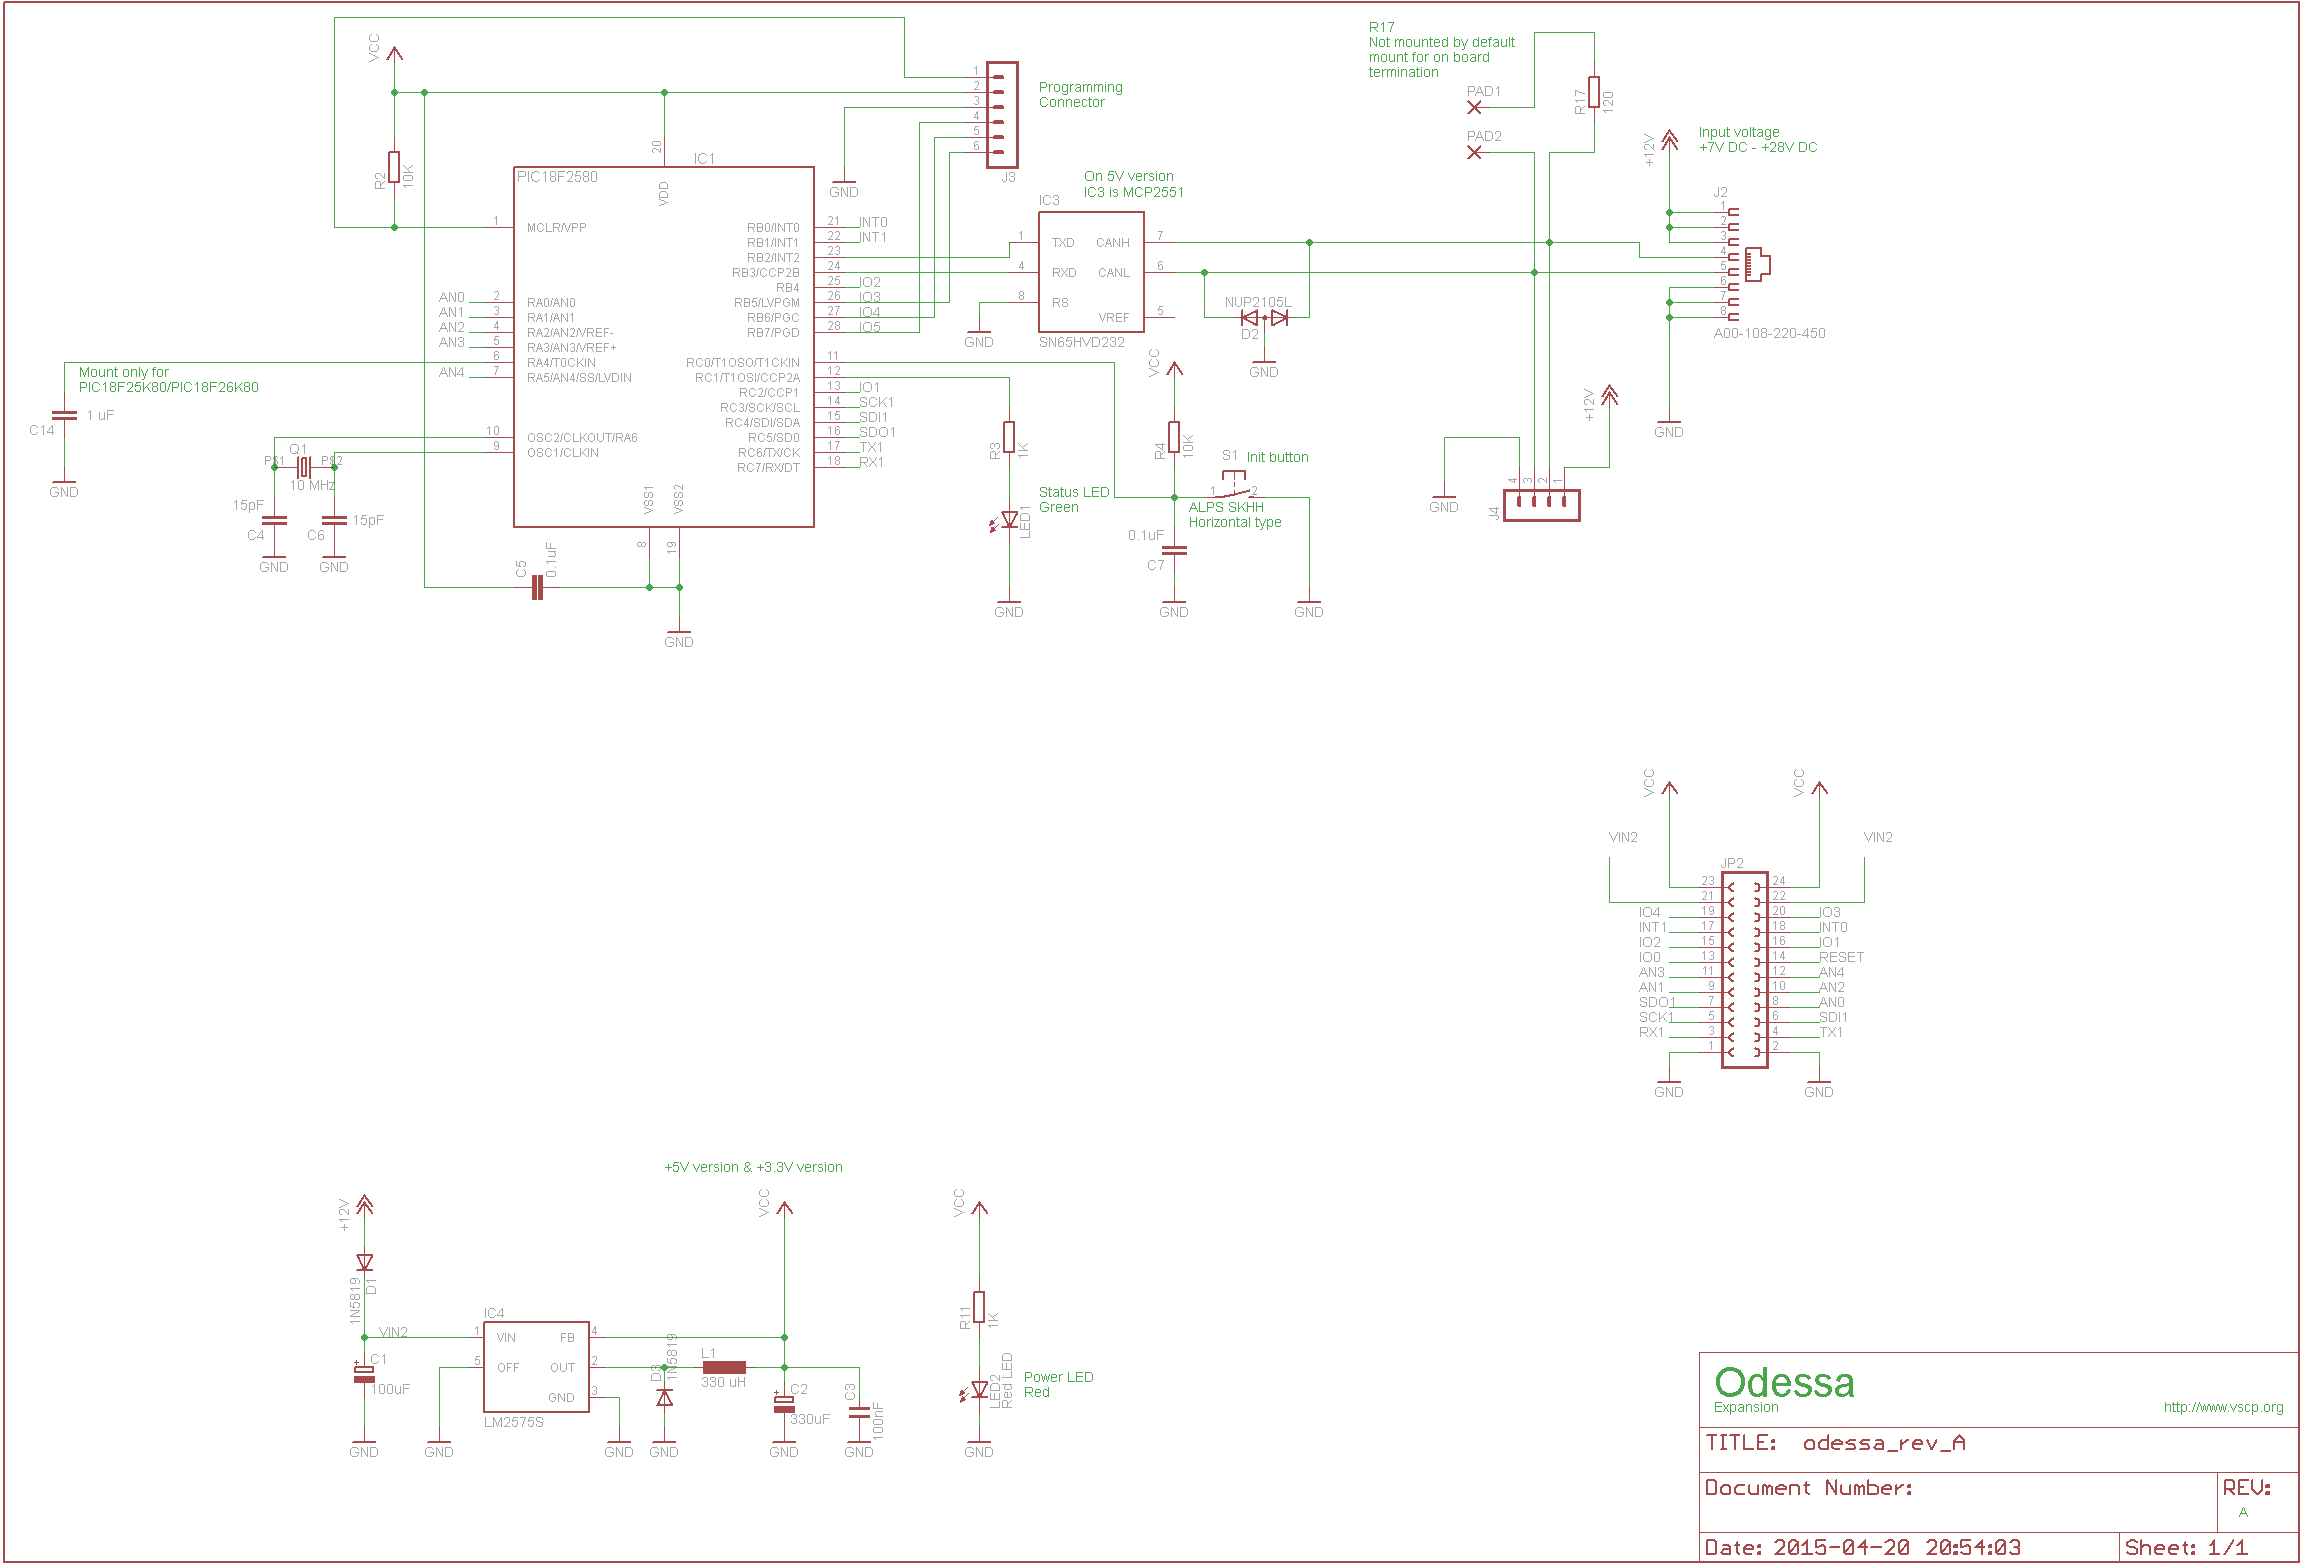 R17
Not mounted by default
mount for on board
termination
VCC
1
2
3
4
5
6
Programming
Connector
J3
PAD1
PAD2
R17
120
+12V
Input voltage
+7V DC - +28V DC
J2
1
2
3
4
5
6
7
8
A00-108-220-450
GND
R2
10K
20
VDD
IC1
PIC18F2580
GND
On 5V version
IC3 is MCP2551
IC3
1 TXD CANH 7
4 RXD CANL 6
8 RS
VREF 5
SN65HVD232
GND
NUP2105L
D2
GND
1 MCLR/VPP
AN0 2 RA0/AN0
AN1 3 RA1/AN1
AN2 4 RA2/AN2/VREF-
AN3 5 RA3/AN3/VREF+
6 RA4/T0CKIN
AN4 7 RA5/AN4/SS/LVDIN
10 OSC2/CLKOUT/RA6
9 OSC1/CLKIN
RB0/INT0 21 INT0
RB1/INT1 22 INT1
RB2/INT2 23
RB3/CCP2B 24
RB4 25 IO2
RB5/LVPGM 26 IO3
RB6/PGC 27 IO4
RB7/PGD 28 IO5
RC0/T1OSO/T1CKIN 11
RC1/T1OSI/CCP2A 12
RC2/CCP1 13 IO1
RC3/SCK/SCL 14 SCK1
RC4/SDI/SDA 15 SDI1
RC5/SD0 16 SDO1
RC6/TX/CK 17 TX1
RC7/RX/DT 18 RX1
VSS1
VSS2
8
19
Mount only for
PIC18F25K80/PIC18F26K80
1 uF
C14
GND
Q1
PS1
PS2
10 MHz
15pF
C4
15pF
C6
GND
GND
C5
0.1uF
GND
R3
1K
Status LED
Green
LED1
GND
VCC
R4
10K
S1 Init button
1
2
ALPS SKHH
Horizontal type
0.1uF
C7
GND
GND
+12V
GND
4
3
2
1
J4
VCC
VCC
VIN2
VIN2
JP2
23 24
21 22
IO4 19 20 IO3
INT1 17 18 INT0
IO2 15 16 IO1
IO0 13 14 RESET
AN3 11 12 AN4
AN1 9 10 AN2
SDO1 7 8 AN0
SCK1 5 6 SDI1
RX1 3 4 TX1
1 2
GND
GND
+5V version & +3.3V version
+12V
1N5819
D1
VIN2
+
C1
100uF
GND
IC4
1 VIN FB 4
5 OFF OUT 2
GND 3
LM2575S
GND
GND
D3
1N5819
GND
L1
330 uH
VCC
+
C2
330uF
GND
C3
100nF
GND
VCC
R11
1K
LED2
Red LED
Power LED
Red
GND
Odessa
Expansion
http://www.vscp.org
TITLE: odessa_rev_A
Document Number:
REV:
A
Date: 2015-04-20 20:54:03
Sheet: 1/1